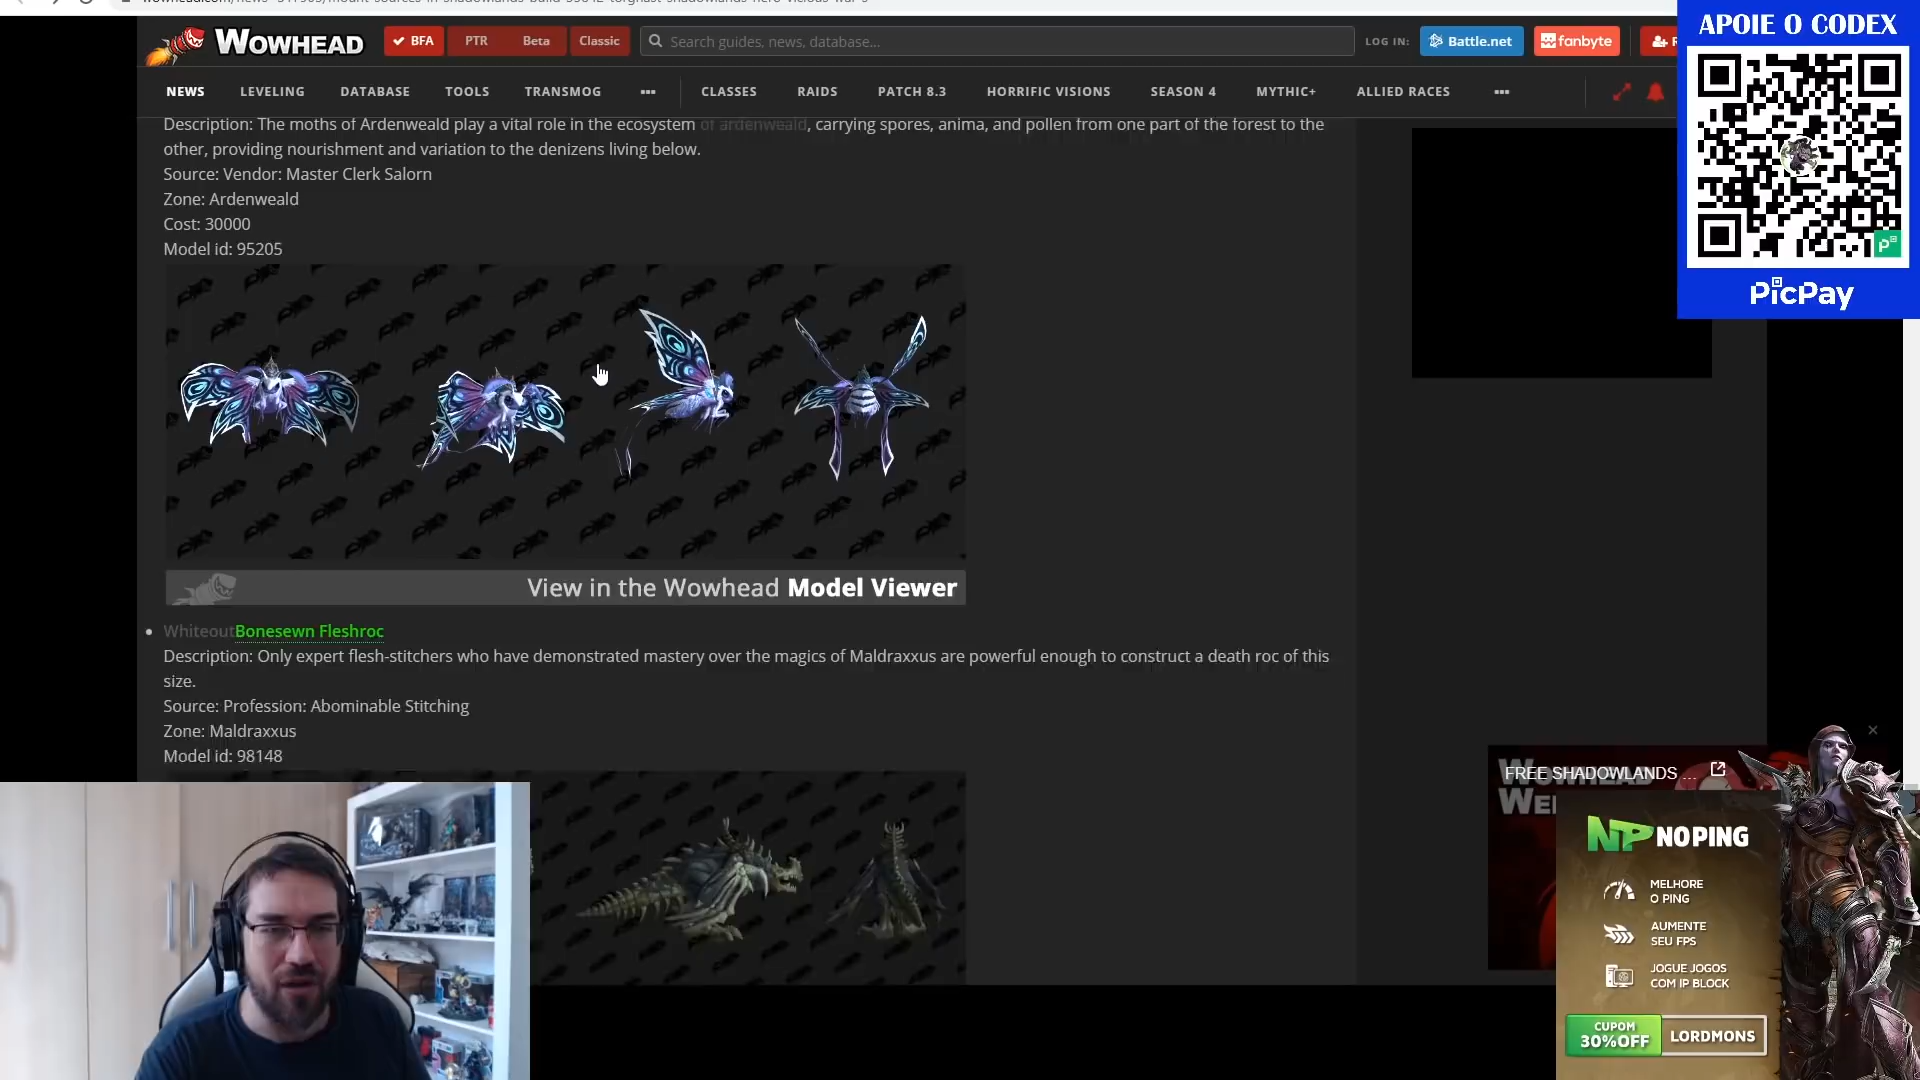 WOWHEAD
BFA
PTR
Beta
Classic
Search guides, news, database...
LOG IN:
Battle.net
fanbyte
NEWS
LEVELING
DATABASE
TOOLS
TRANSMOG
CLASSES
RAIDS
PATCH 8.3
HORRIFIC VISIONS
SEASON 4
MYTHIC+
ALLIED RACES
Description: The moths of Ardenweald play a vital role in the ecosystem of ardenweald, carrying spores, anima, and pollen from one part of the forest to the
other, providing nourishment and variation to the denizens living below.
Source: Vendor: Master Clerk Salorn
Zone: Ardenweald
Cost: 30000
Model id: 95205
View in the Wowhead Model Viewer
WhiteoutBonesewn Fleshroc
Description: Only expert flesh-stitchers who have demonstrated mastery over the magics of Maldraxxus are powerful enough to construct a death roc of this
size.
Source: Profession: Abominable Stitching
Zone: Maldraxxus
Model id: 98148
APOIE O CODEX
PicPay
FREE SHADOWLANDS ...
NP NOPING
MELHORE
O PING
AUMENTE
SEU FPS
JOGUE JOGOS
COM IP BLOCK
CUPOM
30%OFF
LORDMONS